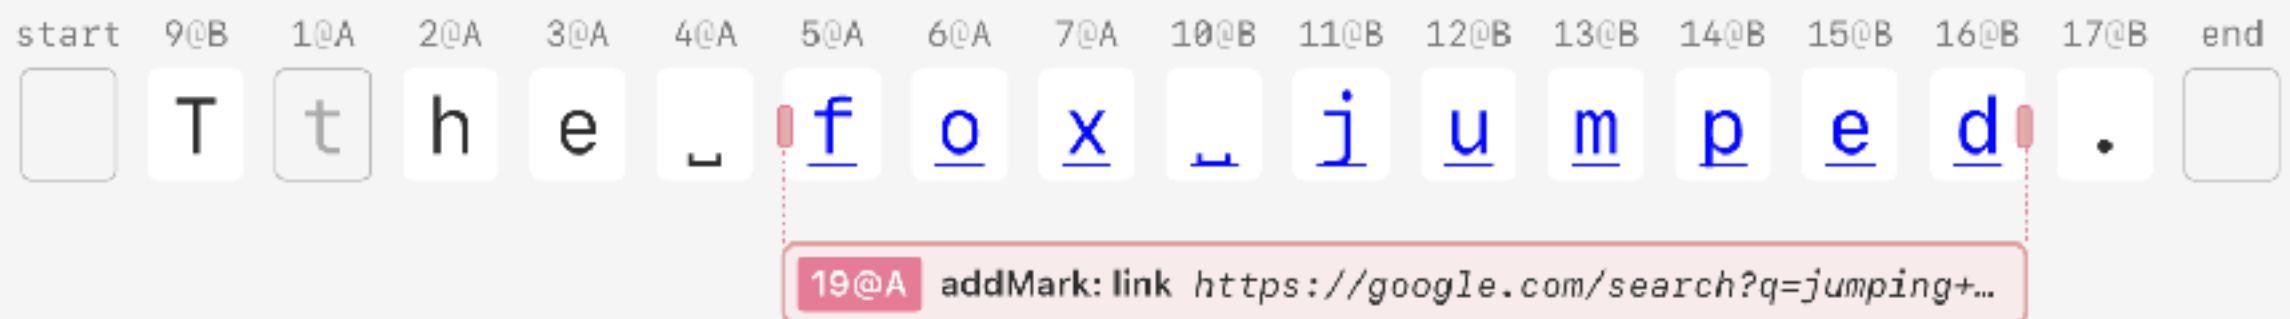 start 9@B 1@A 2@A 3@A 4@A 5@A 6@A 7@A 10@B 11@B 12@B 13@B 14@B 15@B 16@B 17@B end
T t h e ␣ f o x ␣ j u m p e d .
19@A addMark: link https://google.com/search?q=jumping+…